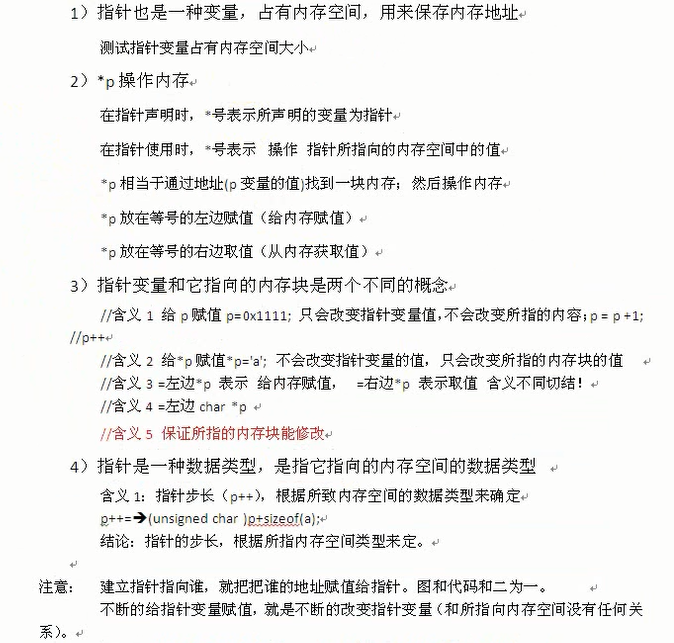 1）指针也是一种变量，占有内存空间，用来保存内存地址
测试指针变量占有内存空间大小
2）*p 操作内存
在指针声明时，*号表示所声明的变量为指针
在指针使用时，*号表示 操作 指针所指向的内存空间中的值
*p 相当于通过地址(p 变量的值)找到一块内存；然后操作内存
*p 放在等号的左边赋值（给内存赋值）
*p 放在等号的右边取值（从内存获取值）
3）指针变量和它指向的内存块是两个不同的概念
//含义 1 给 p 赋值 p=0x1111; 只会改变指针变量值，不会改变所指的内容；p = p +1;
//p++
//含义 2 给*p 赋值*p='a'; 不会改变指针变量的值，只会改变所指的内存块的值
//含义 3 =左边*p 表示 给内存赋值， =右边*p 表示取值 含义不同切结！
//含义 4 =左边 char *p
//含义 5 保证所指的内存块能修改
4）指针是一种数据类型，是指它指向的内存空间的数据类型
含义 1：指针步长（p++），根据所致内存空间的数据类型来确定
p++=➔(unsigned char )p+sizeof(a);
结论：指针的步长，根据所指内存空间类型来定。
注意： 建立指针指向谁，就把把谁的地址赋值给指针。图和代码和二为一。
不断的给指针变量赋值，就是不断的改变指针变量（和所指向内存空间没有任何关
系）。